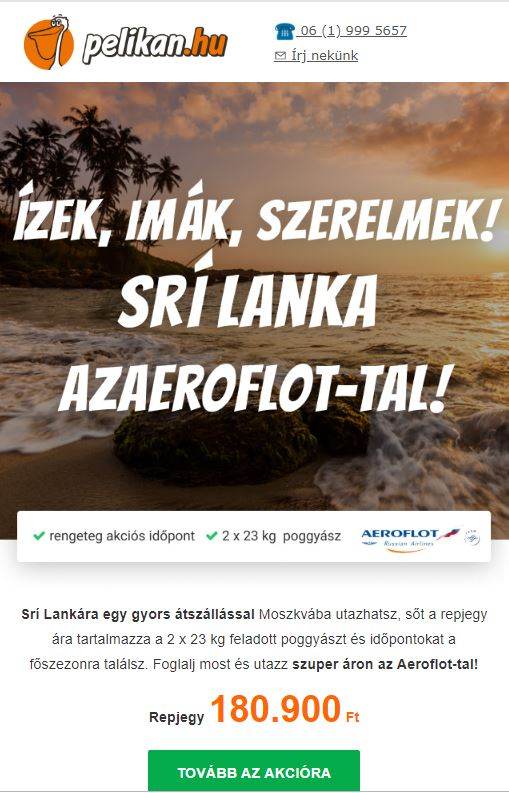 pelikan.hu
06 (1) 999 5657
Írj nekünk
ÍZEK, IMÁK, SZERELMEK!
SRÍ LANKA
AZAEROFLOT-TAL!
rengeteg akciós időpont
2 x 23 kg poggyász
AEROFLOT
Russian Airlines
Srí Lankára egy gyors átszállással Moszkvába utazhatsz, sőt a repjegy
ára tartalmazza a 2 x 23 kg feladott poggyászt és időpontokat a
főszezonra találsz. Foglalj most és utazz szuper áron az Aeroflot-tal!
Repjegy 180.900 Ft
TOVÁBB AZ AKCIÓRA